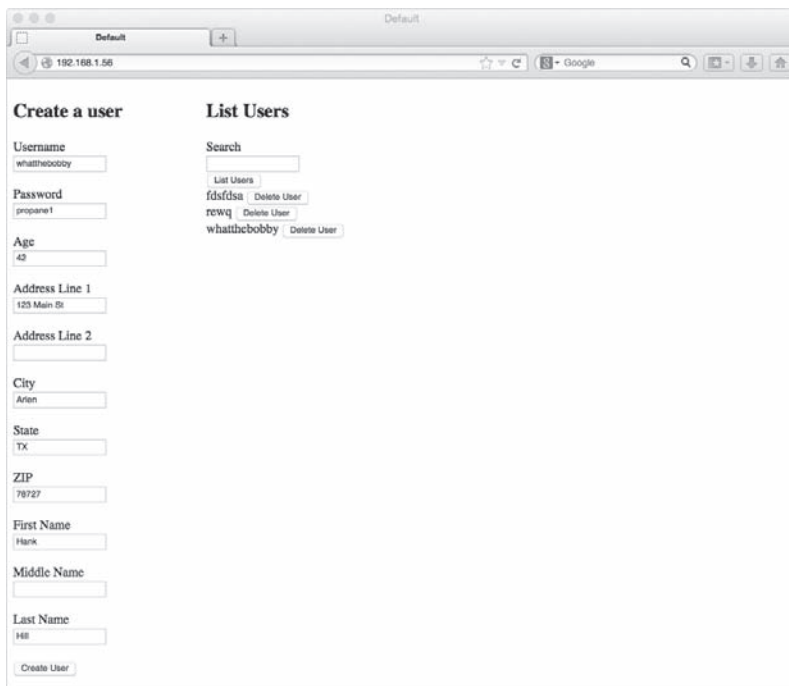 Default
Default
192.168.1.56
Google
Create a user
Username
whatthebobby
Password
propane1
Age
42
Address Line 1
123 Main St
Address Line 2
City
Arlen
State
TX
ZIP
78727
First Name
Hank
Middle Name
Last Name
Hill
Create User
List Users
Search
List Users
fdsfdsa Delete User
rewq Delete User
whatthebobby Delete User